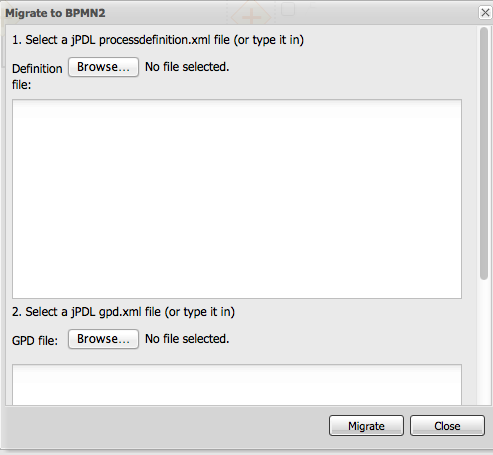 Migrate to BPMN2
1. Select a jPDL processdefinition.xml file (or type it in)
Definition file:
Browse... No file selected.
2. Select a jPDL gpd.xml file (or type it in)
GPD file: Browse... No file selected.
Migrate Close